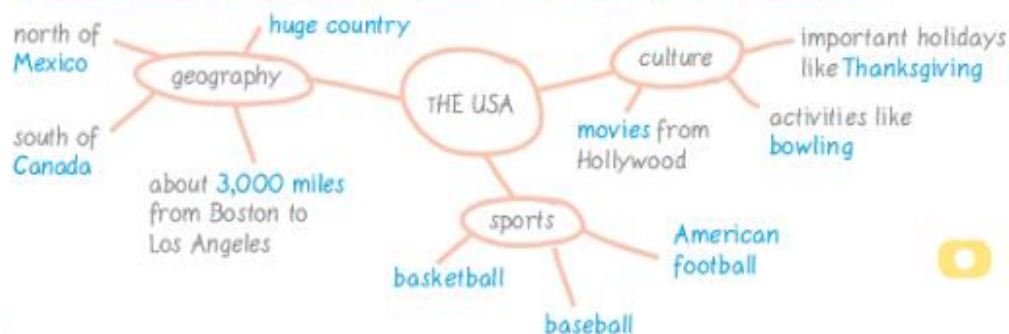 north of
Mexico
huge country
geography
south of
Canada
about 3,000 miles
from Boston to
Los Angeles
THE USA
culture
important holidays
like Thanksgiving
movies from
Hollywood
activities like
bowling
sports
basketball
baseball
American
football